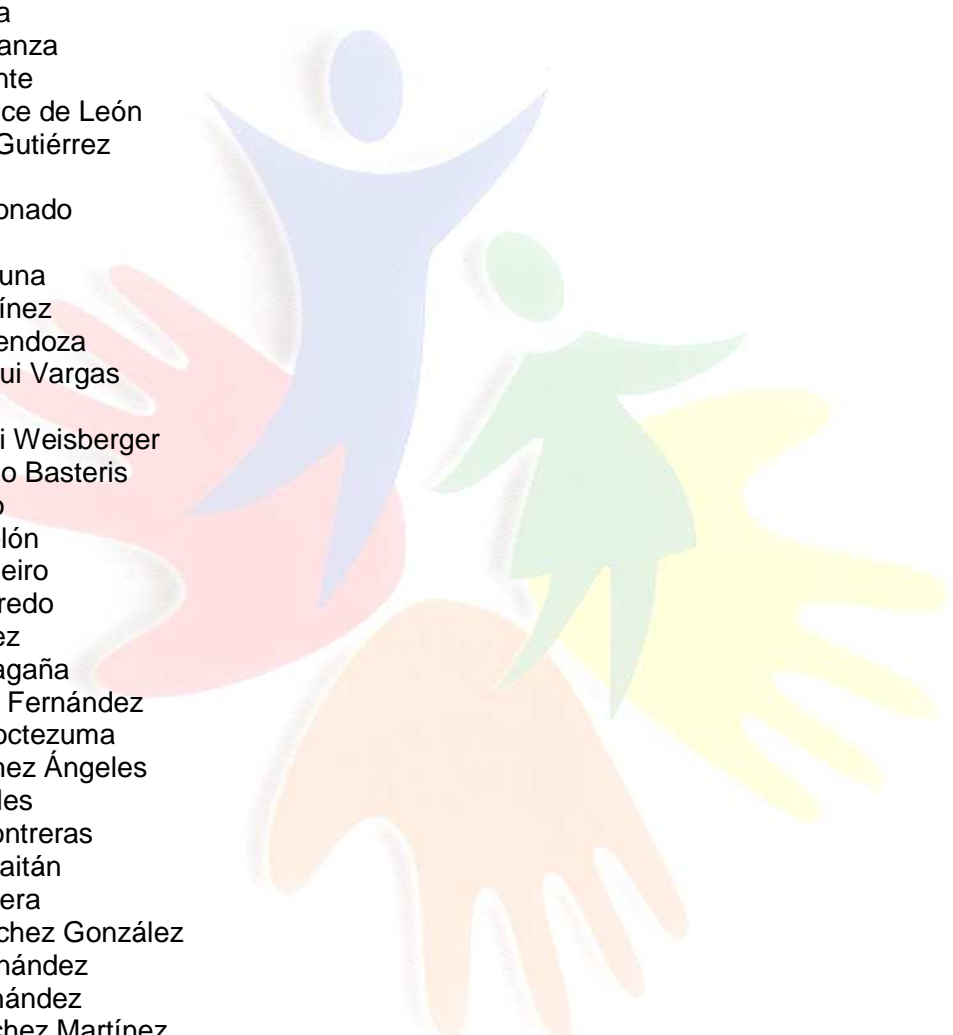 a
anza
nte
ce de León
Gutiérrez
onado
una
ínez
endoza
ui Vargas
i Weisberger
o Basteris
o
lón
eiro
redo
ez
agaña
Fernández
octezuma
nez Ángeles
les
ontreras
aitán
era
chez González
nández
nández
chez Martínez